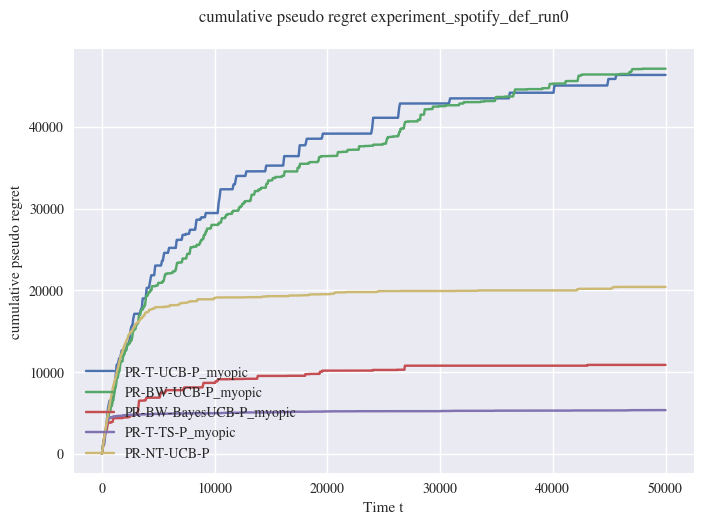 cumulative pseudo regret experiment_spotify_def_run0
cumulative pseudo regret
40000
30000
20000
10000
0
PR-T-UCB-P_myopic
PR-BW-UCB-P_myopic
PR-BW-BayesUCB-P_myopic
PR-T-TS-P_myopic
PR-NT-UCB-P
0
10000
20000
30000
40000
50000
Time t